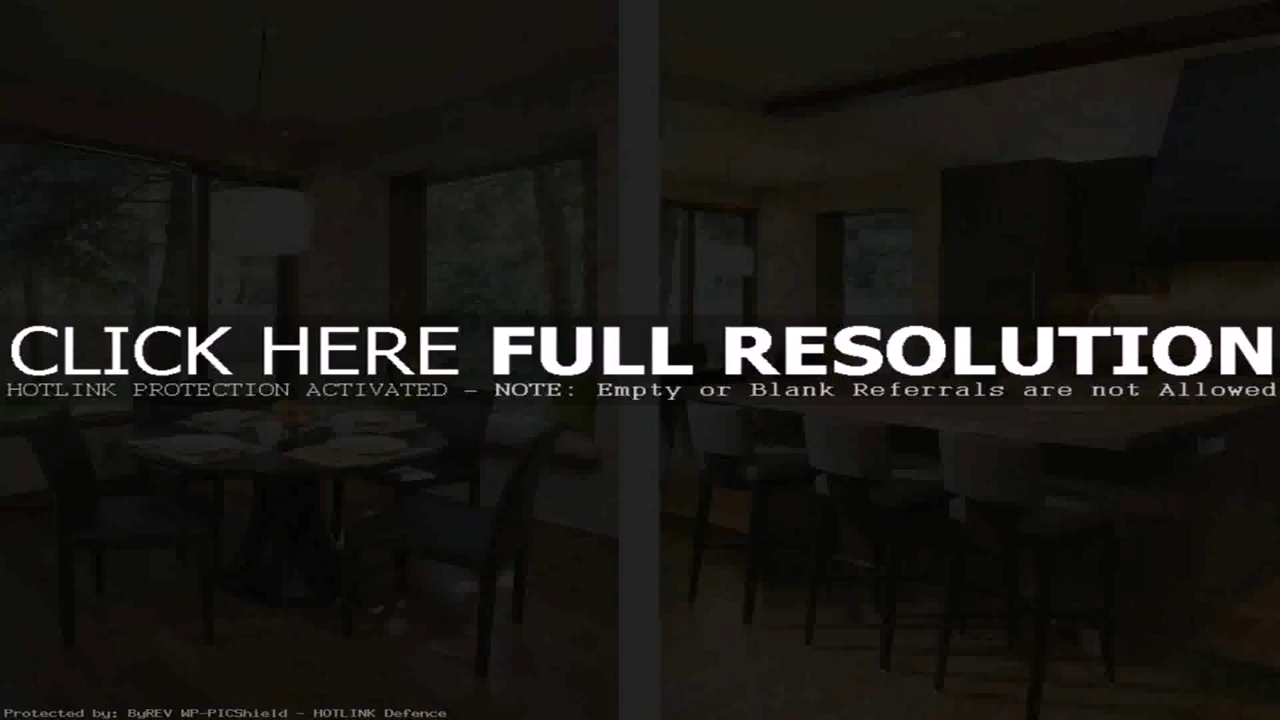 CLICK HERE FULL RESOLUTION
HOTLINK PROTECTION ACTIVATED - NOTE: Empty or Blank Referrals are not Allowed
Protected by: ByREV WP-PICShield - HOTLINK Defence